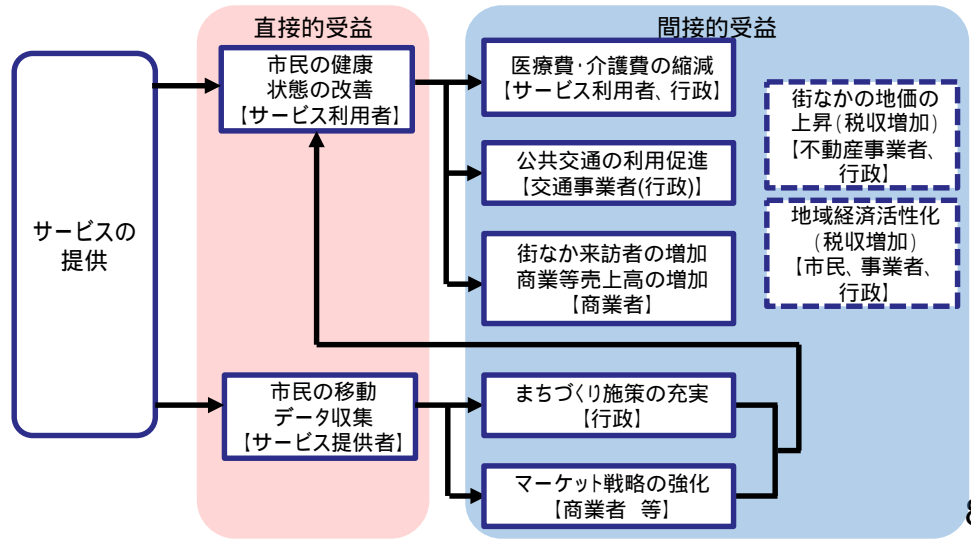 直接的受益
間接的受益
サービスの
提供
市民の健康
状態の改善
【サービス利用者】
医療費・介護費の縮減
【サービス利用者、行政】
公共交通の利用促進
【交通事業者(行政)】
街なか来訪者の増加
商業等売上高の増加
【商業者】
街なかの地価の
上昇(税収増加)
【不動産事業者、
行政】
地域経済活性化
(税収増加)
【市民、事業者、
行政】
市民の移動
データ収集
【サービス提供者】
まちづくり施策の充実
【行政】
マーケット戦略の強化
【商業者 等】